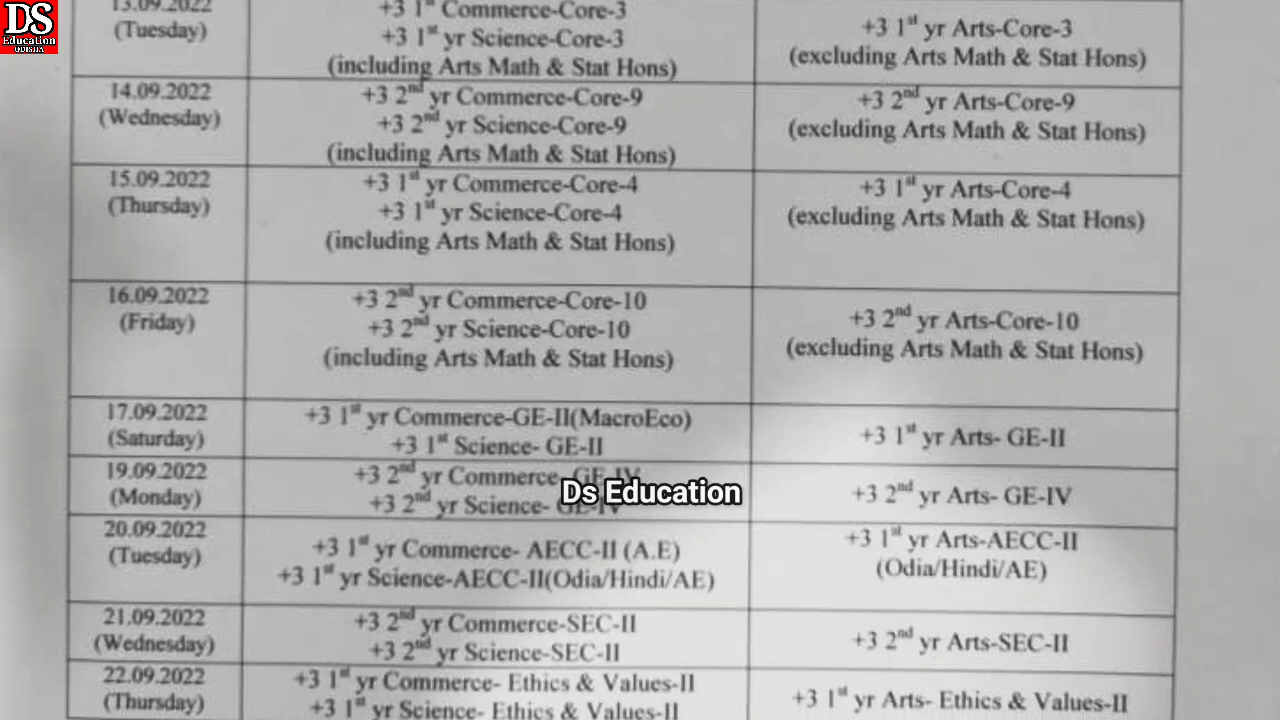 DS
Education
ODISHA
13.09.2022
(Tuesday)
+3 1st Commerce-Core-3
+3 1st yr Science-Core-3
(including Arts Math & Stat Hons)
+3 1st yr Arts-Core-3
(excluding Arts Math & Stat Hons)
14.09.2022
(Wednesday)
+3 2nd yr Commerce-Core-9
+3 2nd yr Science-Core-9
(including Arts Math & Stat Hons)
+3 2nd yr Arts-Core-9
(excluding Arts Math & Stat Hons)
15.09.2022
(Thursday)
+3 1st yr Commerce-Core-4
+3 1st yr Science-Core-4
(including Arts Math & Stat Hons)
+3 1st yr Arts-Core-4
(excluding Arts Math & Stat Hons)
16.09.2022
(Friday)
+3 2nd yr Commerce-Core-10
+3 2nd yr Science-Core-10
(including Arts Math & Stat Hons)
+3 2nd yr Arts-Core-10
(excluding Arts Math & Stat Hons)
17.09.2022
(Saturday)
+3 1st yr Commerce-GE-II(MacroEco)
+3 1st Science- GE-II
+3 1st yr Arts- GE-II
19.09.2022
(Monday)
+3 2nd yr Commerce- GE-IV
+3 2nd yr Science- GE-IV
Ds Education
+3 2nd yr Arts- GE-IV
20.09.2022
(Tuesday)
+3 1st yr Commerce- AECC-II (A.E)
+3 1st yr Science-AECC-II(Odia/Hindi/AE)
+3 1st yr Arts-AECC-II
(Odia/Hindi/AE)
21.09.2022
(Wednesday)
+3 2nd yr Commerce-SEC-II
+3 2nd yr Science-SEC-II
+3 2nd yr Arts-SEC-II
22.09.2022
(Thursday)
+3 1st yr Commerce- Ethics & Values-II
+3 1st yr Science- Ethics & Values-II
+3 1st yr Arts- Ethics & Values-II